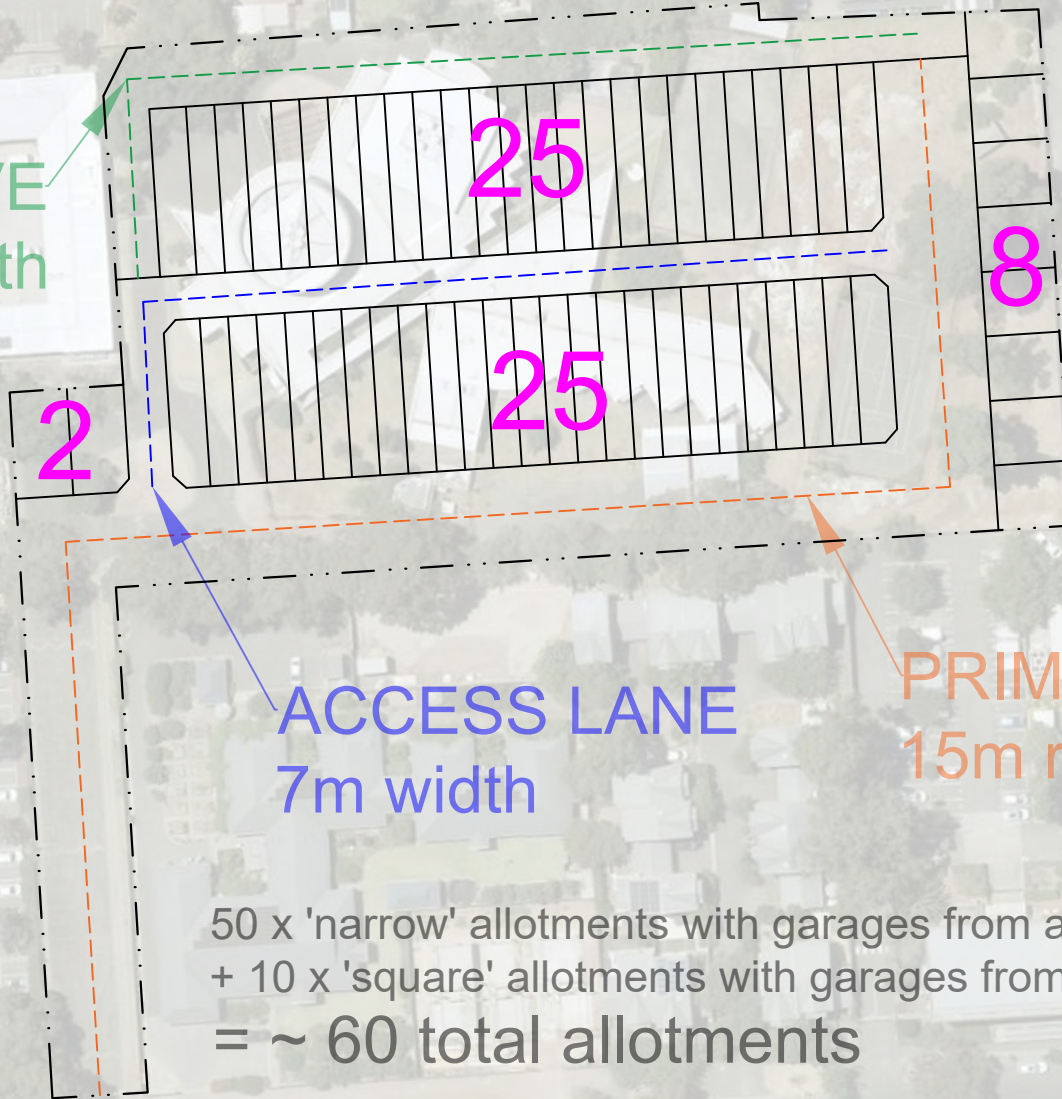 25
VE
th
25
8
2
ACCESS LANE
7m width
PRIM
15m r
50 x 'narrow' allotments with garages from a
+ 10 x 'square' allotments with garages from
= ~ 60 total allotments